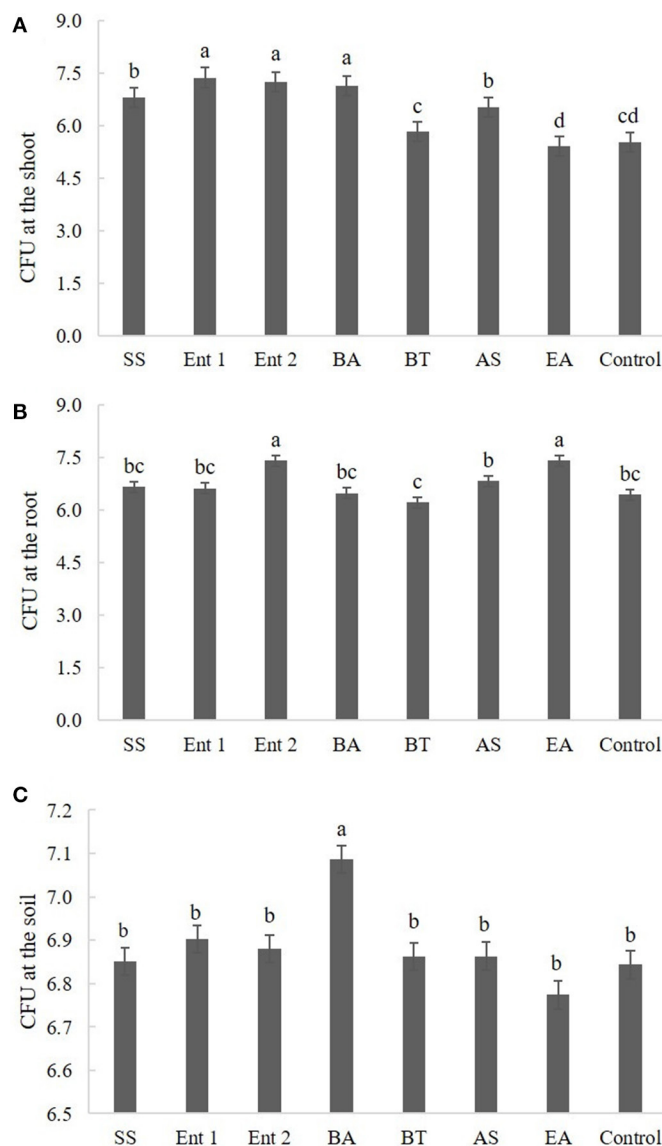 A
CFU at the shoot
9.0
7.5
6.0
4.5
3.0
1.5
0.0
b
a
a
a
c
b
d
cd
SS Ent 1 Ent 2 BA BT AS EA Control
B
CFU at the root
9.0
7.5
6.0
4.5
3.0
1.5
0.0
bc
bc
a
bc
c
b
a
bc
SS Ent 1 Ent 2 BA BT AS EA Control
C
CFU at the soil
7.2
7.1
7.0
6.9
6.8
6.7
6.6
6.5
b
b
b
a
b
b
b
b
SS Ent 1 Ent 2 BA BT AS EA Control